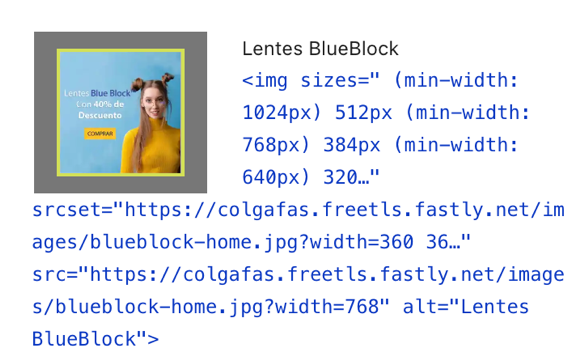 Lentes BlueBlock
Lentes Blue Block
Con 40% de
Descuento
COMPRAR
<img sizes=" (min-width:
1024px) 512px (min-width:
768px) 384px (min-width:
640px) 320…"
srcset="https://colgafas.freetls.fastly.net/im
ages/blueblock-home.jpg?width=360 36…"
src="https://colgafas.freetls.fastly.net/image
s/blueblock-home.jpg?width=768" alt="Lentes
BlueBlock">